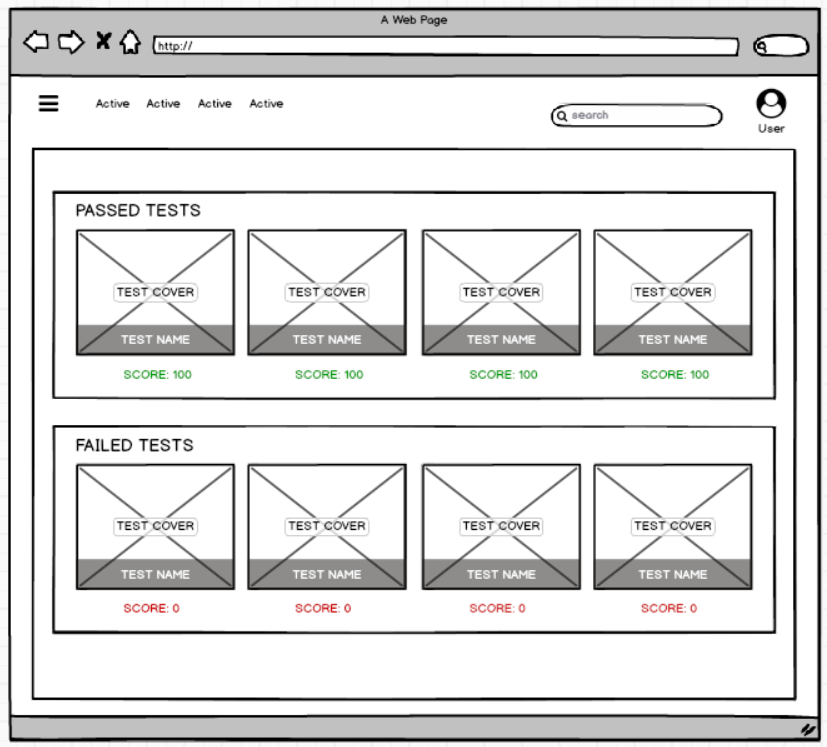 A Web Page
http://
Active Active Active Active
search
User
PASSED TESTS
TEST COVER TEST COVER TEST COVER TEST COVER
TEST NAME TEST NAME TEST NAME TEST NAME
SCORE: 100 SCORE: 100 SCORE: 100 SCORE: 100
FAILED TESTS
TEST COVER TEST COVER TEST COVER TEST COVER
TEST NAME TEST NAME TEST NAME TEST NAME
SCORE: 0 SCORE: 0 SCORE: 0 SCORE: 0